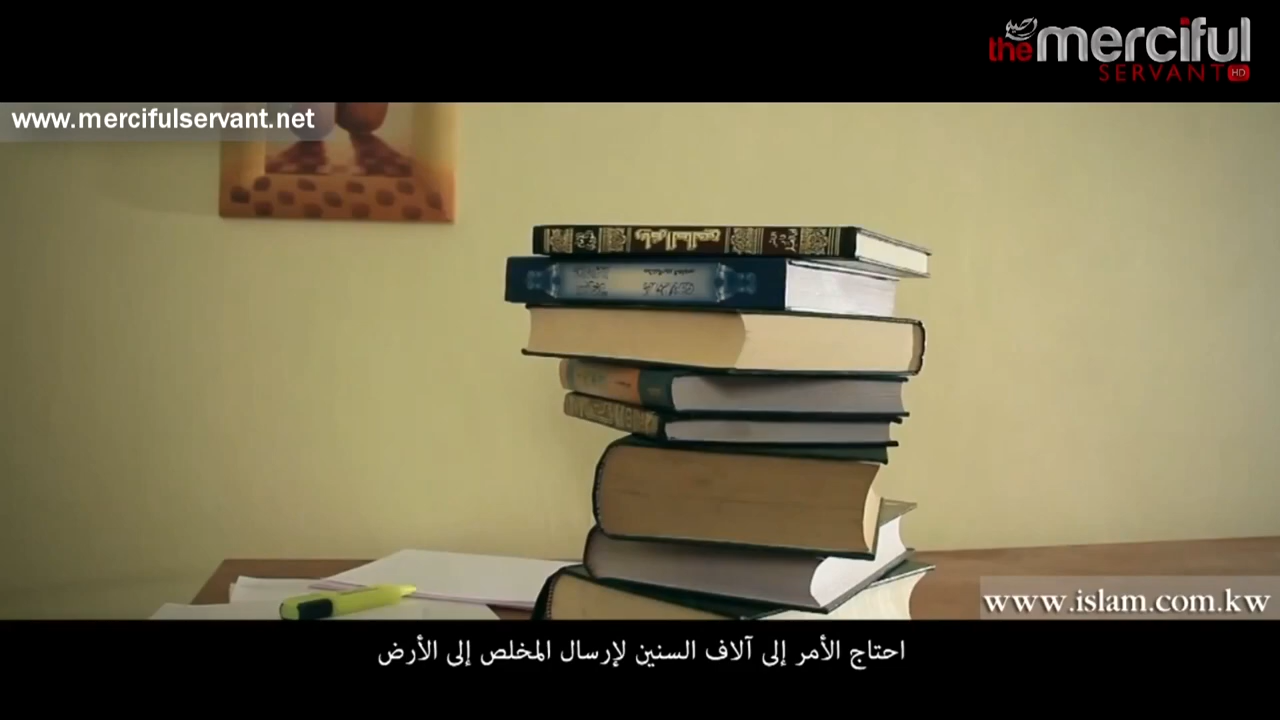 the merciful
SERVANT HD
www.mercifulservant.net
www.islam.com.kw
احتاج الأمر إلى آلاف السنين لإرسال المخلص إلى الأرض